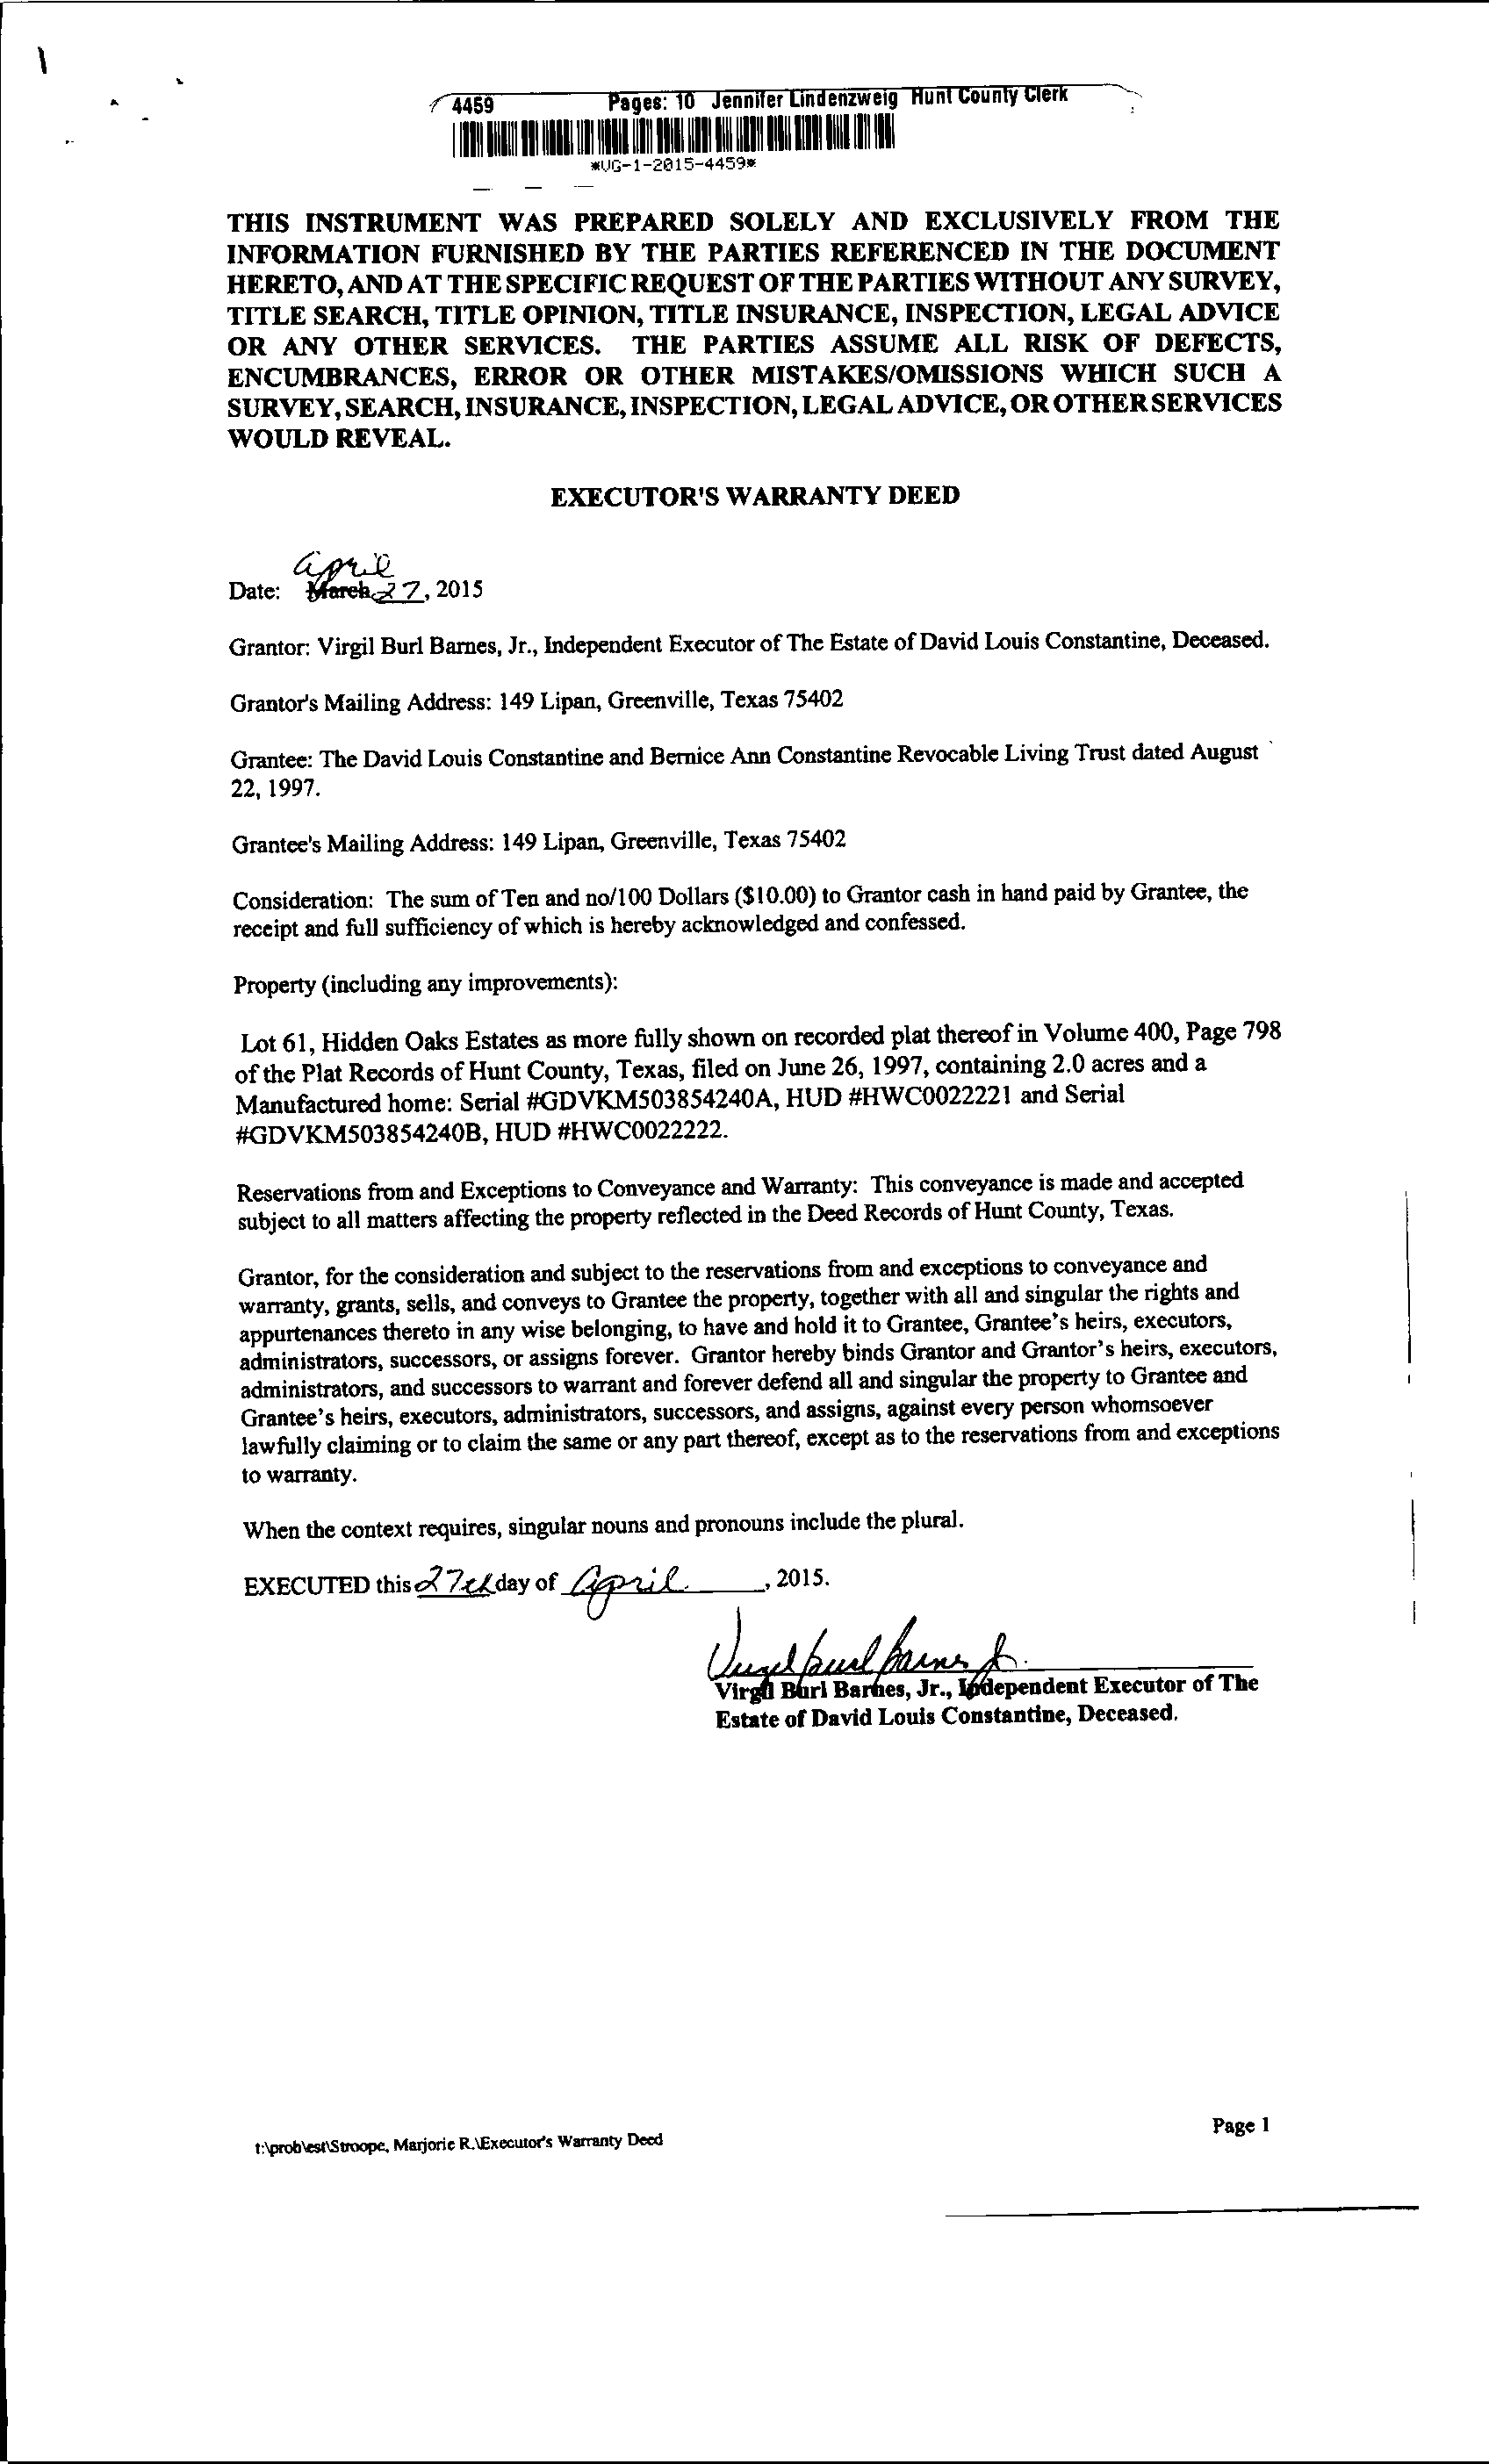 4459 Pages: 10 Jennifer Lindenzweig Hunt County Clerk
*UG-1-2015-4459*
THIS INSTRUMENT WAS PREPARED SOLELY AND EXCLUSIVELY FROM THE
INFORMATION FURNISHED BY THE PARTIES REFERENCED IN THE DOCUMENT
HERETO, AND AT THE SPECIFIC REQUEST OF THE PARTIES WITHOUT ANY SURVEY,
TITLE SEARCH, TITLE OPINION, TITLE INSURANCE, INSPECTION, LEGAL ADVICE
OR ANY OTHER SERVICES. THE PARTIES ASSUME ALL RISK OF DEFECTS,
ENCUMBRANCES, ERROR OR OTHER MISTAKES/OMISSIONS WHICH SUCH A
SURVEY, SEARCH, INSURANCE, INSPECTION, LEGAL ADVICE, OR OTHER SERVICES
WOULD REVEAL.
EXECUTOR'S WARRANTY DEED
April
Date: March 27, 2015
Grantor: Virgil Burl Barnes, Jr., Independent Executor of The Estate of David Louis Constantine, Deceased.
Grantor's Mailing Address: 149 Lipan, Greenville, Texas 75402
Grantee: The David Louis Constantine and Bernice Ann Constantine Revocable Living Trust dated August
22, 1997.
Grantee's Mailing Address: 149 Lipan, Greenville, Texas 75402
Consideration: The sum of Ten and no/100 Dollars ($10.00) to Grantor cash in hand paid by Grantee, the
receipt and full sufficiency of which is hereby acknowledged and confessed.
Property (including any improvements):
Lot 61, Hidden Oaks Estates as more fully shown on recorded plat thereof in Volume 400, Page 798
of the Plat Records of Hunt County, Texas, filed on June 26, 1997, containing 2.0 acres and a
Manufactured home: Serial #GDVKM503854240A, HUD #HWC0022221 and Serial
#GDVKM503854240B, HUD #HWC0022222.
Reservations from and Exceptions to Conveyance and Warranty: This conveyance is made and accepted
subject to all matters affecting the property reflected in the Deed Records of Hunt County, Texas.
Grantor, for the consideration and subject to the reservations from and exceptions to conveyance and
warranty, grants, sells, and conveys to Grantee the property, together with all and singular the rights and
appurtenances thereto in any wise belonging, to have and hold it to Grantee, Grantee's heirs, executors,
administrators, successors, or assigns forever. Grantor hereby binds Grantor and Grantor's heirs, executors,
administrators, and successors to warrant and forever defend all and singular the property to Grantee and
Grantee's heirs, executors, administrators, successors, and assigns, against every person whomsoever
lawfully claiming or to claim the same or any part thereof, except as to the reservations from and exceptions
to warranty.
When the context requires, singular nouns and pronouns include the plural.
EXECUTED this 27th day of April, 2015.
Virgil Burl Barnes Jr.
Virgil Burl Barnes, Jr., Independent Executor of The
Estate of David Louis Constantine, Deceased.
t:\prob\est\Stroope, Marjorie R.\Executor's Warranty Deed
Page 1